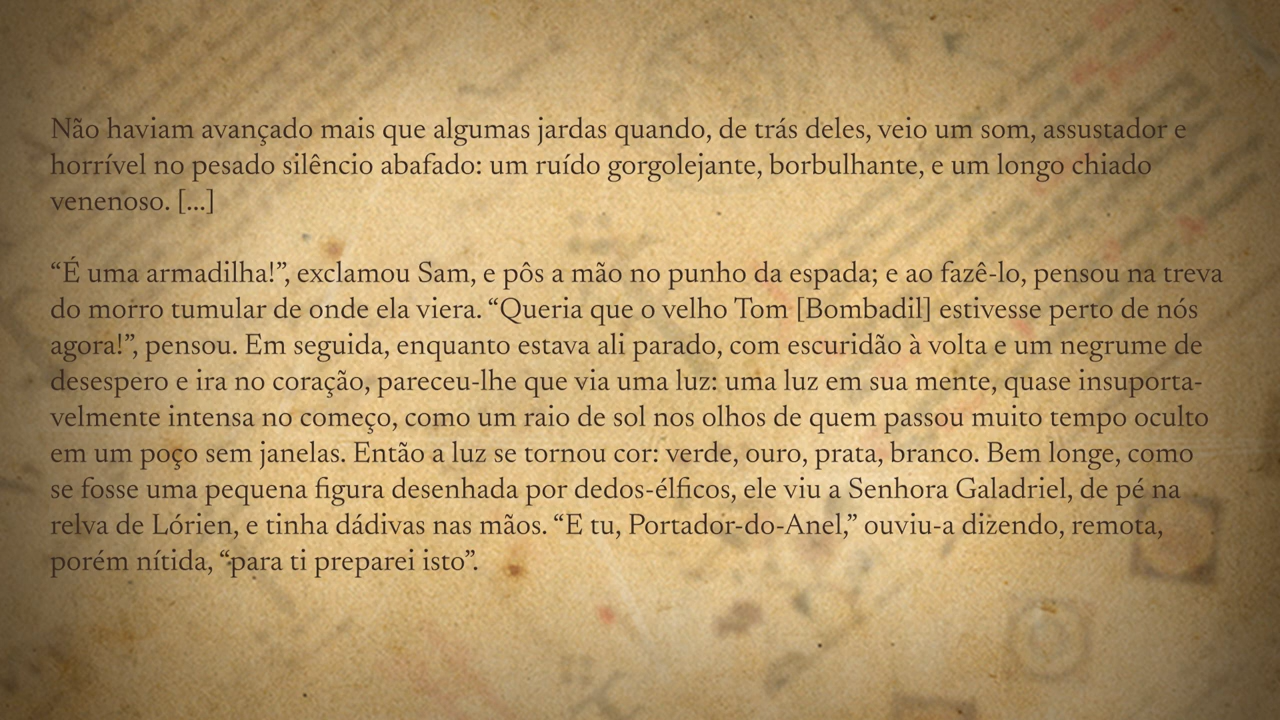 Não haviam avançado mais que algumas jardas quando, de trás deles, veio um som, assustador e
horrível no pesado silêncio abafado: um ruído gorgolejante, borbulhante, e um longo chiado
venenoso. [...]
“É uma armadilha!”, exclamou Sam, e pôs a mão no punho da espada; e ao fazê-lo, pensou na treva
do morro tumular de onde ela viera. “Queria que o velho Tom [Bombadil] estivesse perto de nós
agora!”, pensou. Em seguida, enquanto estava ali parado, com escuridão à volta e um negrume de
desespero e ira no coração, pareceu-lhe que via uma luz: uma luz em sua mente, quase insuporta-
velmente intensa no começo, como um raio de sol nos olhos de quem passou muito tempo oculto
em um poço sem janelas. Então a luz se tornou cor: verde, ouro, prata, branco. Bem longe, como
se fosse uma pequena figura desenhada por dedos-élficos, ele viu a Senhora Galadriel, de pé na
relva de Lórien, e tinha dádivas nas mãos. “E tu, Portador-do-Anel,” ouviu-a dizendo, remota,
porém nítida, “para ti preparei isto”.